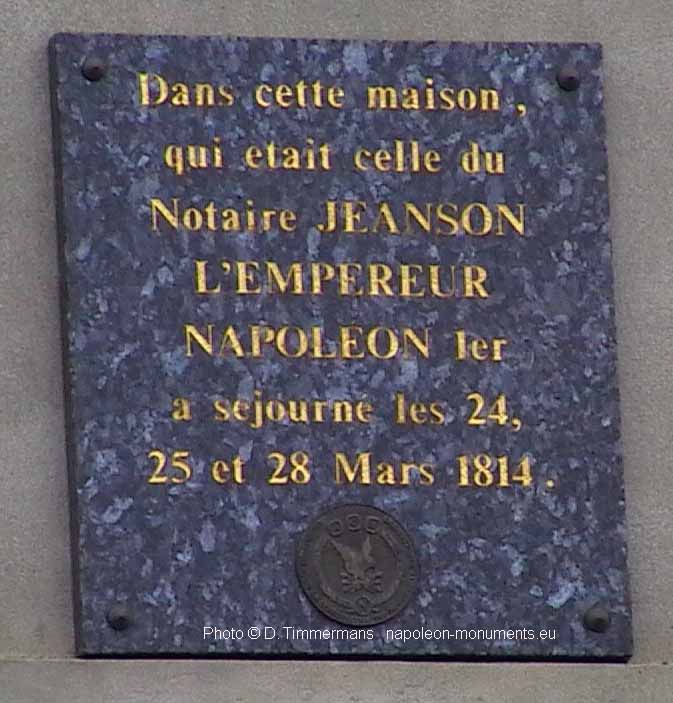 Dans cette maison ,
qui etait celle du
Notaire JEANSON
L'EMPEREUR
NAPOLEON 1er
a sejourné les 24,
25 et 28 Mars 1814 .
Photo © D. Timmermans napoleon-monuments.eu